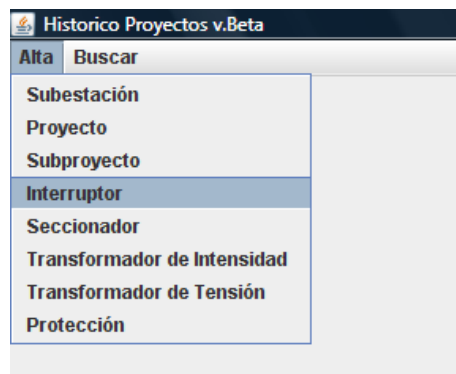 Historico Proyectos v.Beta
Alta Buscar
Subestación
Proyecto
Subproyecto
Interruptor
Seccionador
Transformador de Intensidad
Transformador de Tensión
Protección